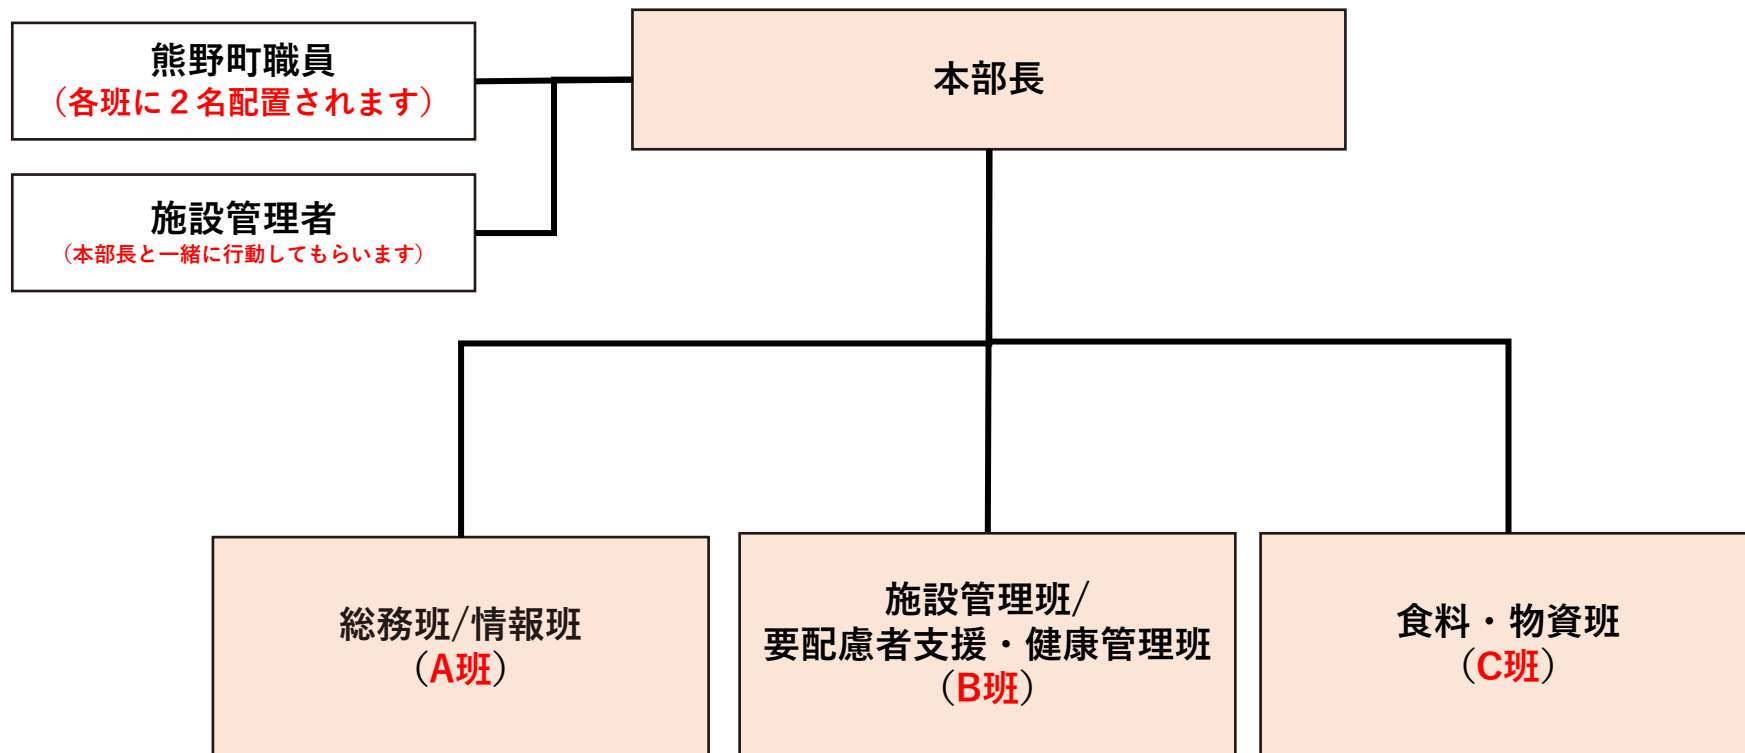 熊野町職員
（各班に２名配置されます）
本部長
施設管理者
（本部長と一緒に行動してもらいます）
総務班/情報班
（A班）
施設管理班/
要配慮者支援・健康管理班
（B班）
食料・物資班
（C班）